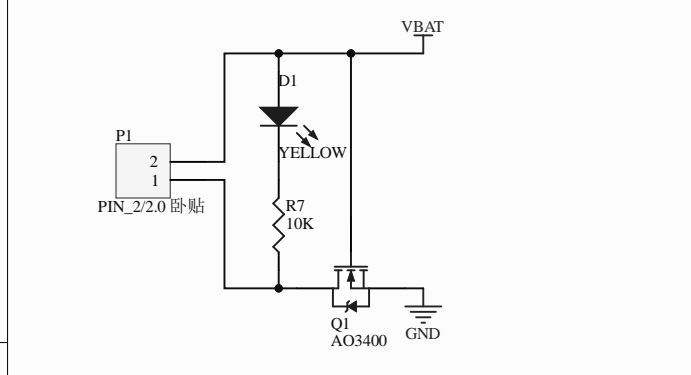 VBAT
D1
P1
2
YELLOW
1
PIN_2/2.0 卧贴
R7
10K
Q1
AO3400
GND